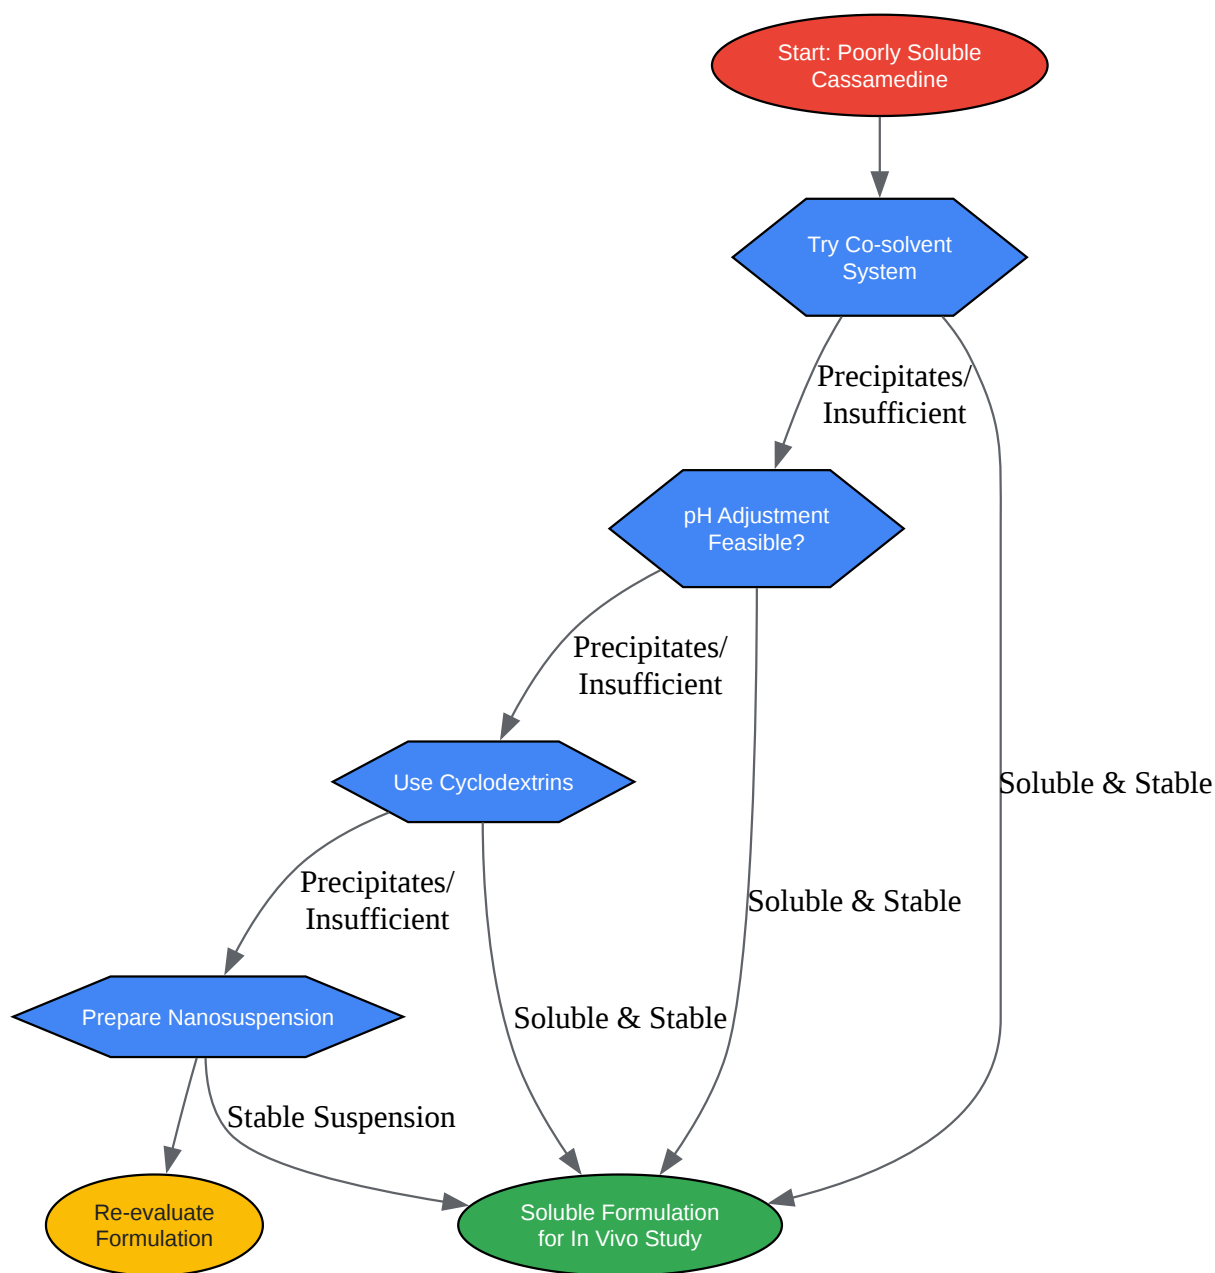 Start: Poorly Soluble
Cassamedine
Try Co-solvent
System
Precipitates/
Insufficient
pH Adjustment
Feasible?
Precipitates/
Insufficient
Use Cyclodextrins
Soluble & Stable
Precipitates/
Insufficient
Soluble & Stable
Prepare Nanosuspension
Soluble & Stable
Stable Suspension
Re-evaluate
Formulation
Soluble Formulation
for In Vivo Study